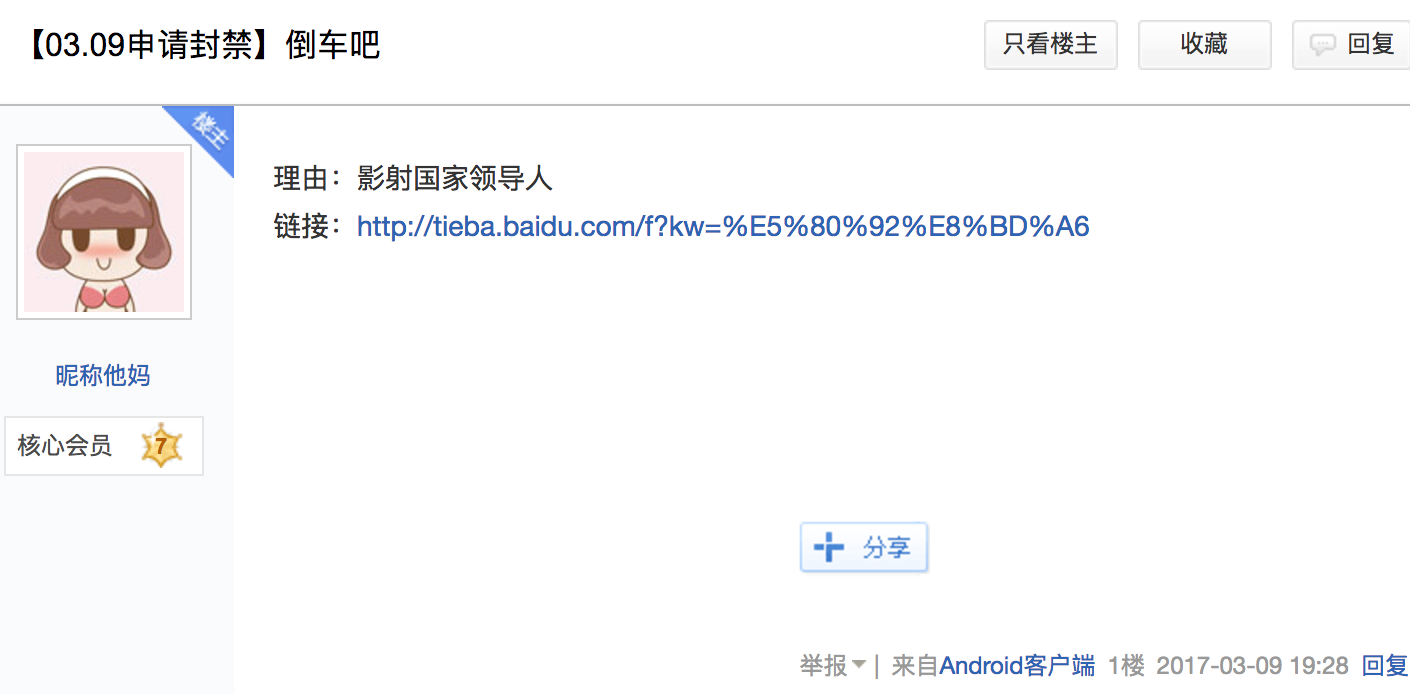 【03.09申请封禁】倒车吧
只看楼主
收藏
回复
楼主
理由：影射国家领导人
链接：http://tieba.baidu.com/f?kw=%E5%80%92%E8%BD%A6
昵称他妈
核心会员 7
分享
举报 | 来自Android客户端 1楼 2017-03-09 19:28 回复